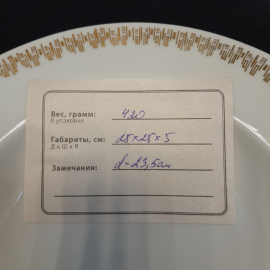 Вес, грамм: 420
В упаковке
Габариты, см: 25×25×5
Д х Ш х В
Замечания: d-23,5см